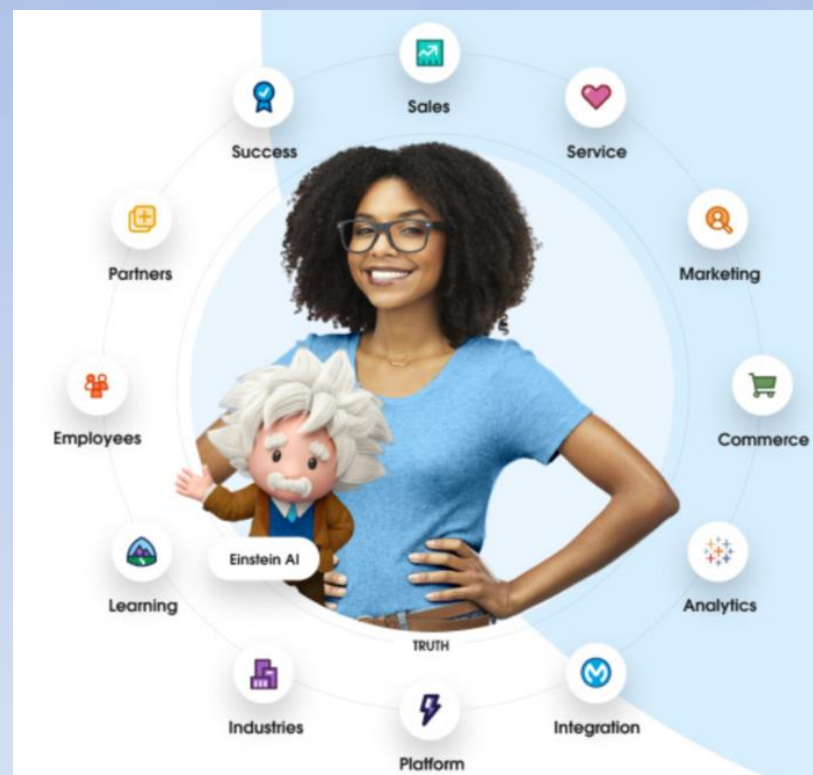 Sales
Success
Service
Partners
Marketing
Employees
Commerce
Einstein AI
Learning
Analytics
TRUTH
Industries
Integration
Platform